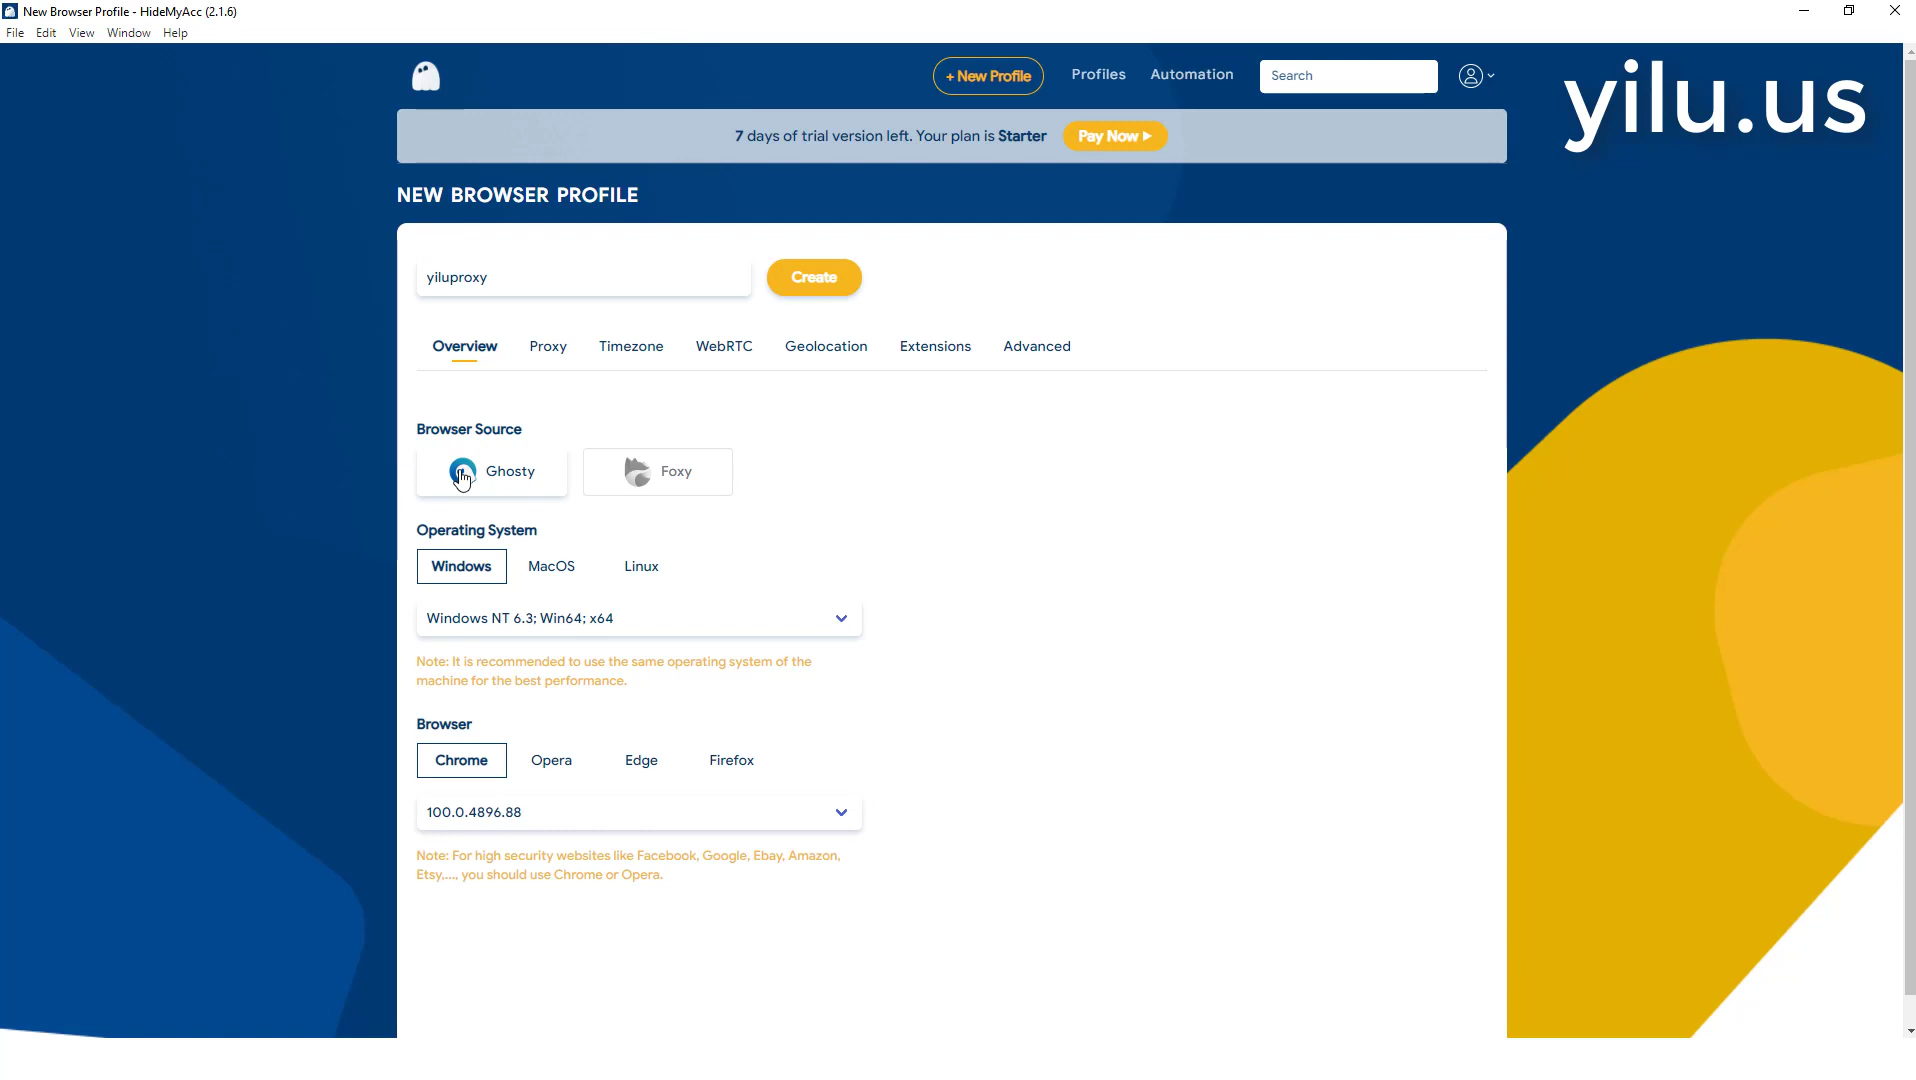 New Browser Profile - HideMyAcc (2.1.6)
File Edit View Window Help
+ New Profile Profiles Automation Search
yilu.us
7 days of trial version left. Your plan is Starter Pay Now
NEW BROWSER PROFILE
yiluproxy Create
Overview Proxy Timezone WebRTC Geolocation Extensions Advanced
Browser Source
Ghosty Foxy
Operating System
Windows MacOS Linux
Windows NT 6.3; Win64; x64
Note: It is recommended to use the same operating system of the
machine for the best performance.
Browser
Chrome Opera Edge Firefox
100.0.4896.88
Note: For high security websites like Facebook, Google, Ebay, Amazon,
Etsy,..., you should use Chrome or Opera.